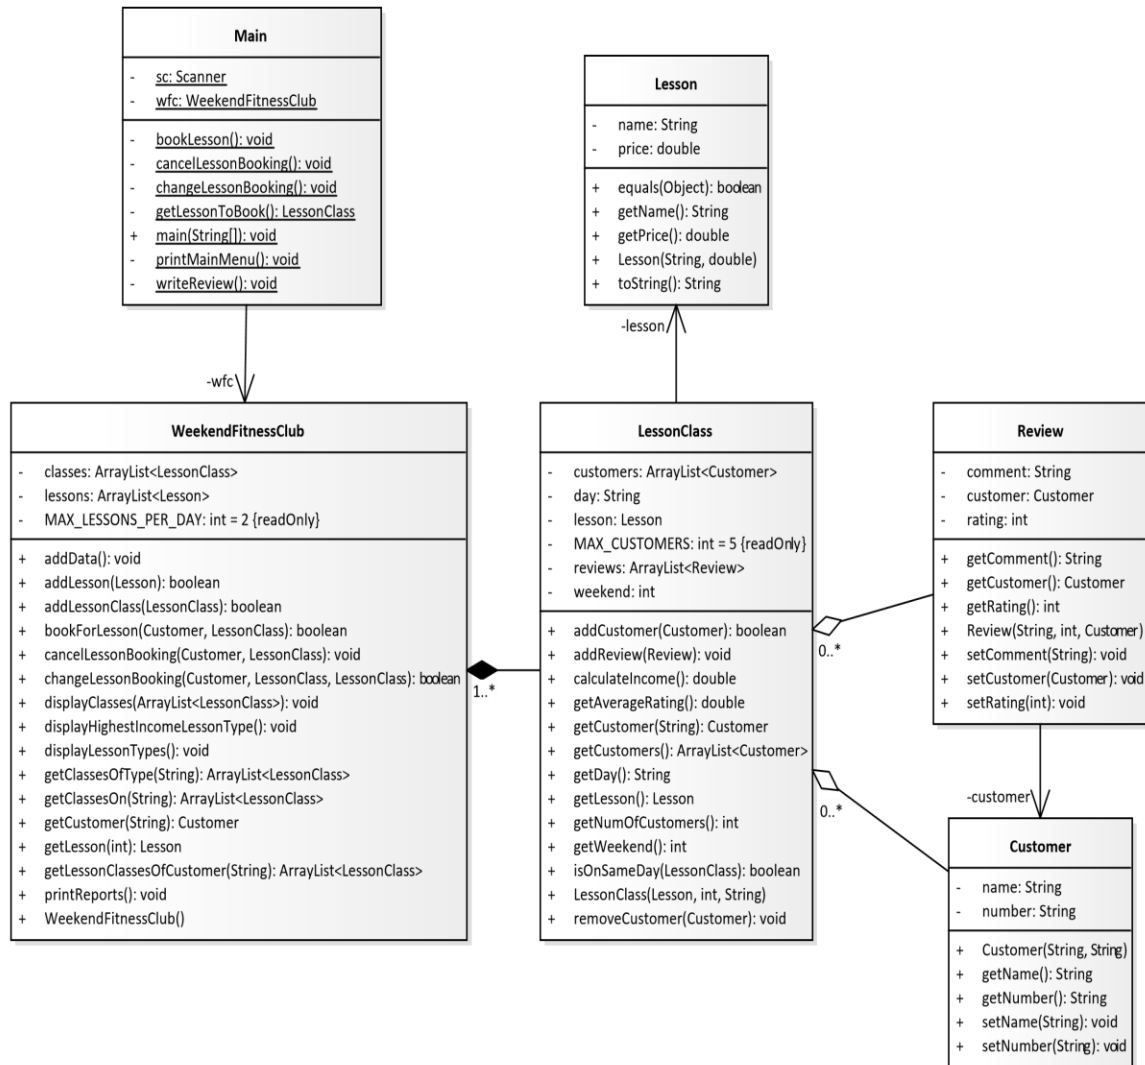 Main
- sc: Scanner
- wfc: WeekendFitnessClub
- bookLesson(): void
- cancelLessonBooking(): void
- changeLessonBooking(): void
- getLessonToBook(): LessonClass
+ main(String[]): void
- printMainMenu(): void
- writeReview(): void
Lesson
- name: String
- price: double
+ equals(Object): boolean
+ getName(): String
+ getPrice(): double
+ Lesson(String, double)
+ toString(): String
-lesson
-wfc
WeekendFitnessClub
- classes: ArrayList<LessonClass>
- lessons: ArrayList<Lesson>
- MAX_LESSONS_PER_DAY: int = 2 {readOnly}
+ addData(): void
+ addLesson(Lesson): boolean
+ addLessonClass(LessonClass): boolean
+ bookForLesson(Customer, LessonClass): boolean
+ cancelLessonBooking(Customer, LessonClass): void
+ changeLessonBooking(Customer, LessonClass, LessonClass): boolean
+ displayClasses(ArrayList<LessonClass>): void
+ displayHighestIncomeLessonType(): void
+ displayLessonTypes(): void
+ getClassesOfType(String): ArrayList<LessonClass>
+ getClassesOn(String): ArrayList<LessonClass>
+ getCustomer(String): Customer
+ getLesson(int): Lesson
+ getLessonClassesOfCustomer(String): ArrayList<LessonClass>
+ printReports(): void
+ WeekendFitnessClub()
1..*
LessonClass
- customers: ArrayList<Customer>
- day: String
- lesson: Lesson
- MAX_CUSTOMERS: int = 5 {readOnly}
- reviews: ArrayList<Review>
- weekend: int
+ addCustomer(Customer): boolean
+ addReview(Review): void
+ calculateIncome(): double
+ getAverageRating(): double
+ getCustomer(String): Customer
+ getCustomers(): ArrayList<Customer>
+ getDay(): String
+ getLesson(): Lesson
+ getNumOfCustomers(): int
+ getWeekend(): int
+ isOnSameDay(LessonClass): boolean
+ LessonClass(Lesson, int, String)
+ removeCustomer(Customer): void
0..*
0..*
Review
- comment: String
- customer: Customer
- rating: int
+ getComment(): String
+ getCustomer(): Customer
+ getRating(): int
+ Review(String, int, Customer)
+ setComment(String): void
+ setCustomer(Customer): void
+ setRating(int): void
-customer
Customer
- name: String
- number: String
+ Customer(String, String)
+ getName(): String
+ getNumber(): String
+ setName(String): void
+ setNumber(String): void